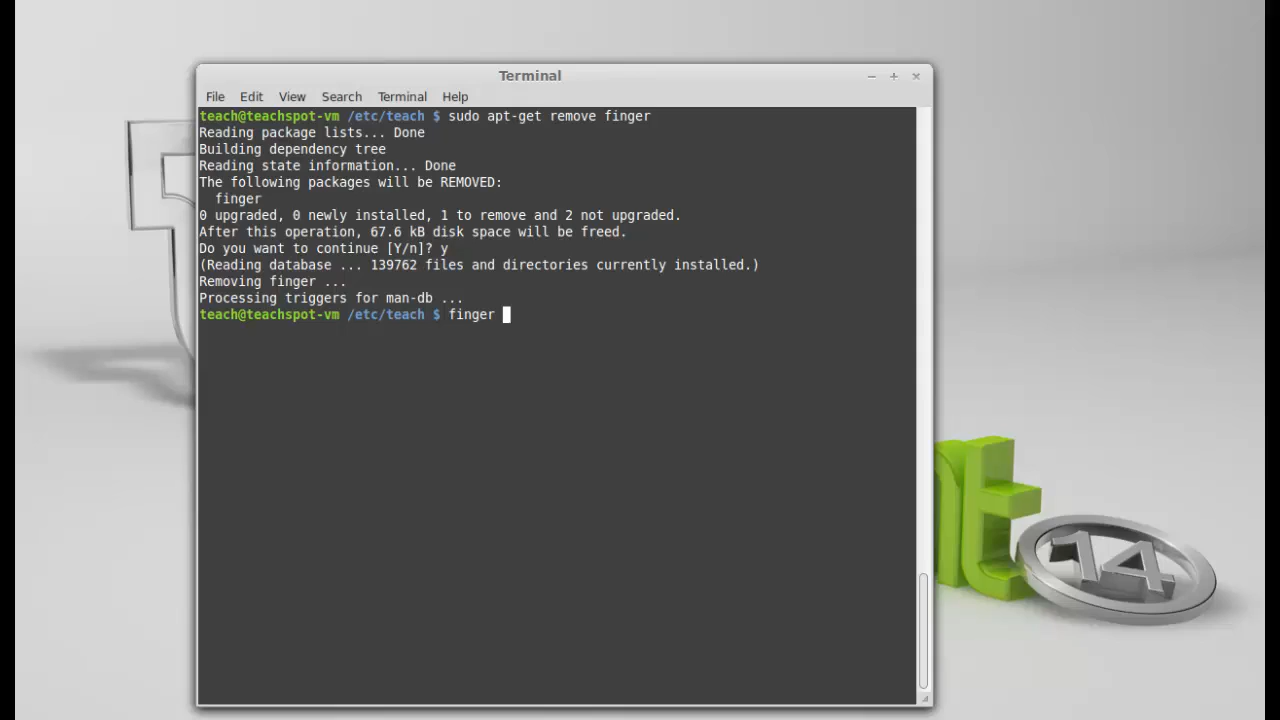 Terminal
File Edit View Search Terminal Help
teach@teachspot-vm /etc/teach $ sudo apt-get remove finger
Reading package lists... Done
Building dependency tree
Reading state information... Done
The following packages will be REMOVED:
  finger
0 upgraded, 0 newly installed, 1 to remove and 2 not upgraded.
After this operation, 67.6 kB disk space will be freed.
Do you want to continue [Y/n]? y
(Reading database ... 139762 files and directories currently installed.)
Removing finger ...
Processing triggers for man-db ...
teach@teachspot-vm /etc/teach $ finger
14